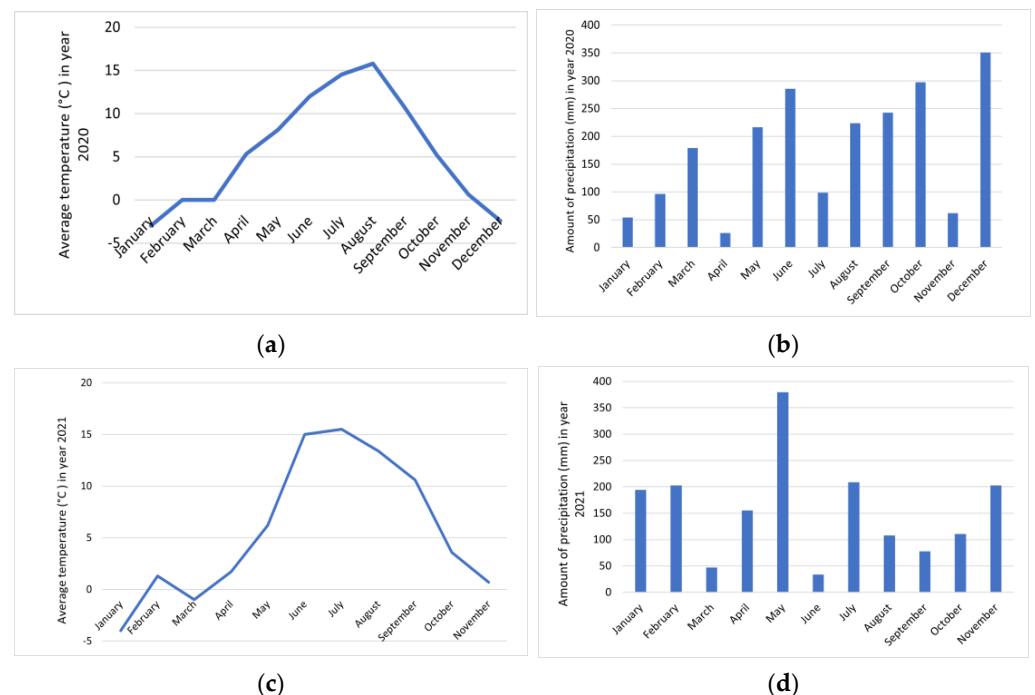 Average temperature (°C ) in year
2020
20
15
10
5
0
-5
January
February
March
April
May
June
July
August
September
October
November
December
(a)
Amount of precipitation (mm) in year 2020
400
350
300
250
200
150
100
50
0
January
February
March
April
May
June
July
August
September
October
November
December
(b)
Average temperature (°C ) in year 2021
20
15
10
5
0
-5
January
February
March
April
May
June
July
August
September
October
November
(c)
Amount of precipitation (mm) in year
2021
400
350
300
250
200
150
100
50
0
January
February
March
April
May
June
July
August
September
October
November
(d)